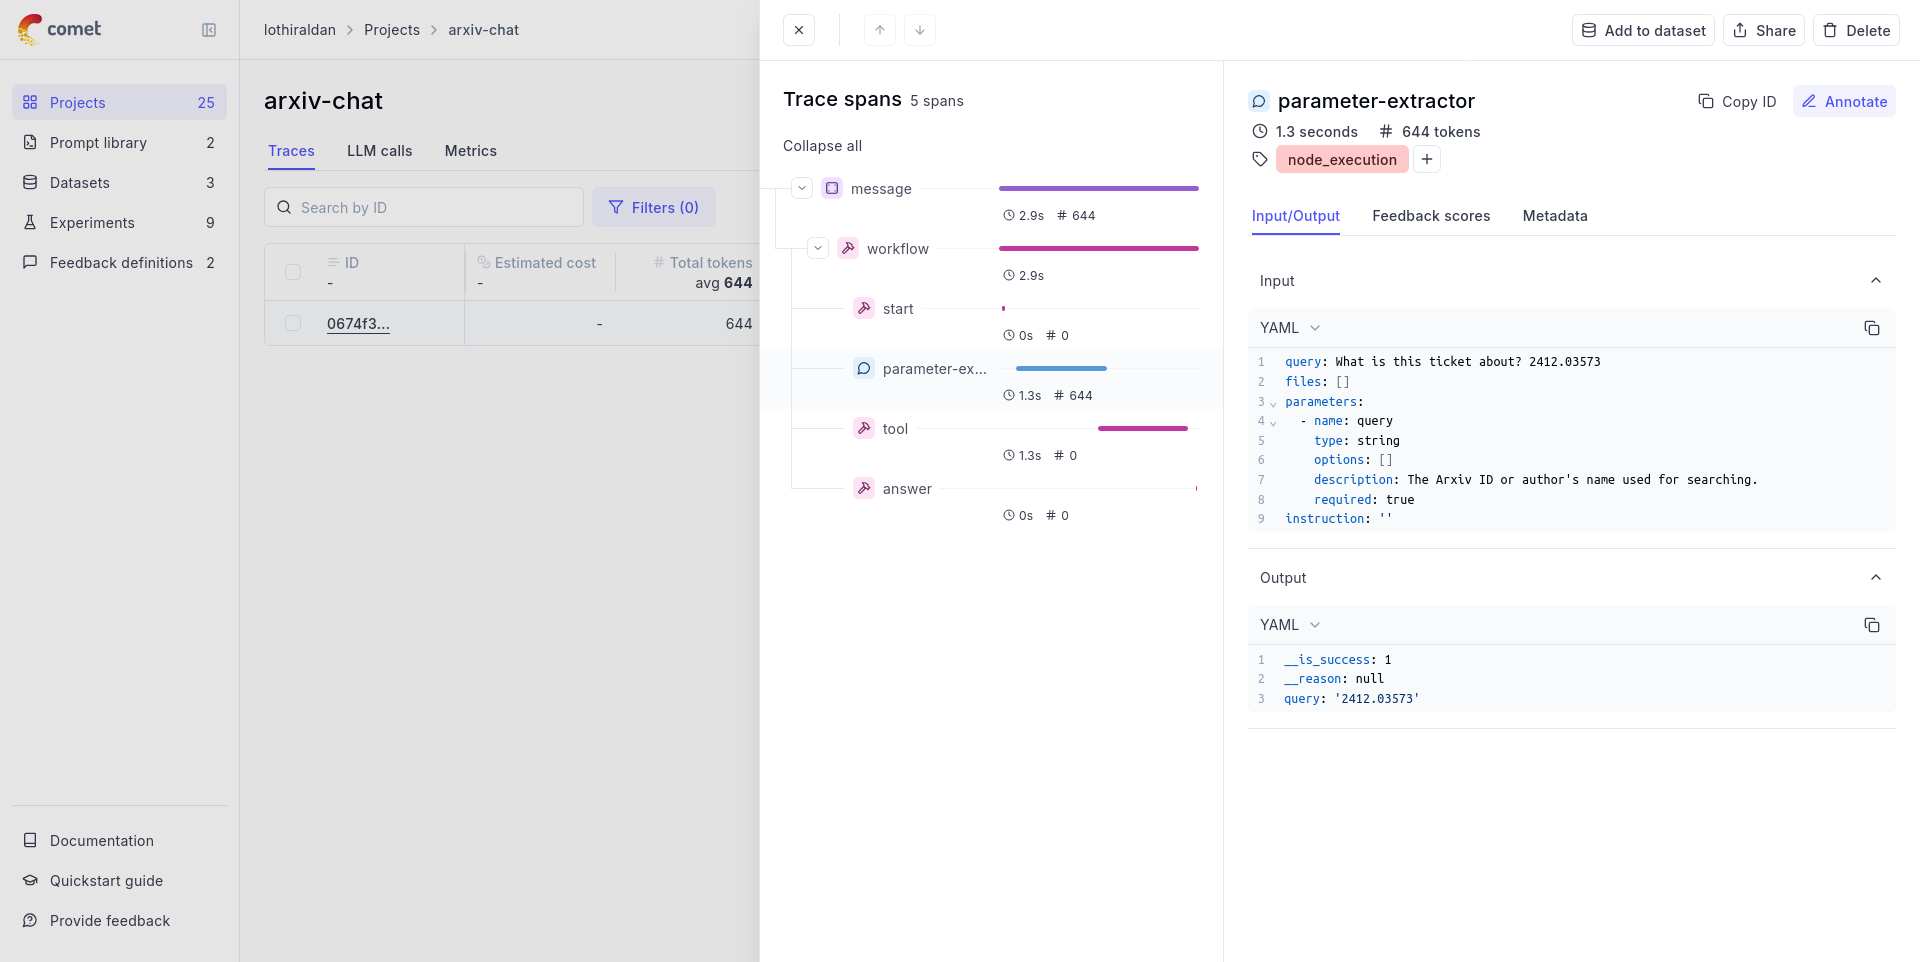 comet
Projects 25
Prompt library 2
Datasets 3
Experiments 9
Feedback definitions 2
Documentation
Quickstart guide
Provide feedback
lothiraldan > Projects > arxiv-chat
arxiv-chat
Traces LLM calls Metrics
Search by ID Filters (0)
ID Estimated cost # Total tokens
- - avg 644
0674f3... - 644
Add to dataset Share Delete
Trace spans 5 spans
Collapse all
message
2.9s # 644
workflow
2.9s
start
0s # 0
parameter-ex...
1.3s # 644
tool
1.3s # 0
answer
0s # 0
parameter-extractor Copy ID Annotate
1.3 seconds # 644 tokens
node_execution +
Input/Output Feedback scores Metadata
Input
YAML
1 query: What is this ticket about? 2412.03573
2 files: []
3 parameters:
4 - name: query
5 type: string
6 options: []
7 description: The Arxiv ID or author's name used for searching.
8 required: true
9 instruction: ''
Output
YAML
1 __is_success: 1
2 __reason: null
3 query: '2412.03573'